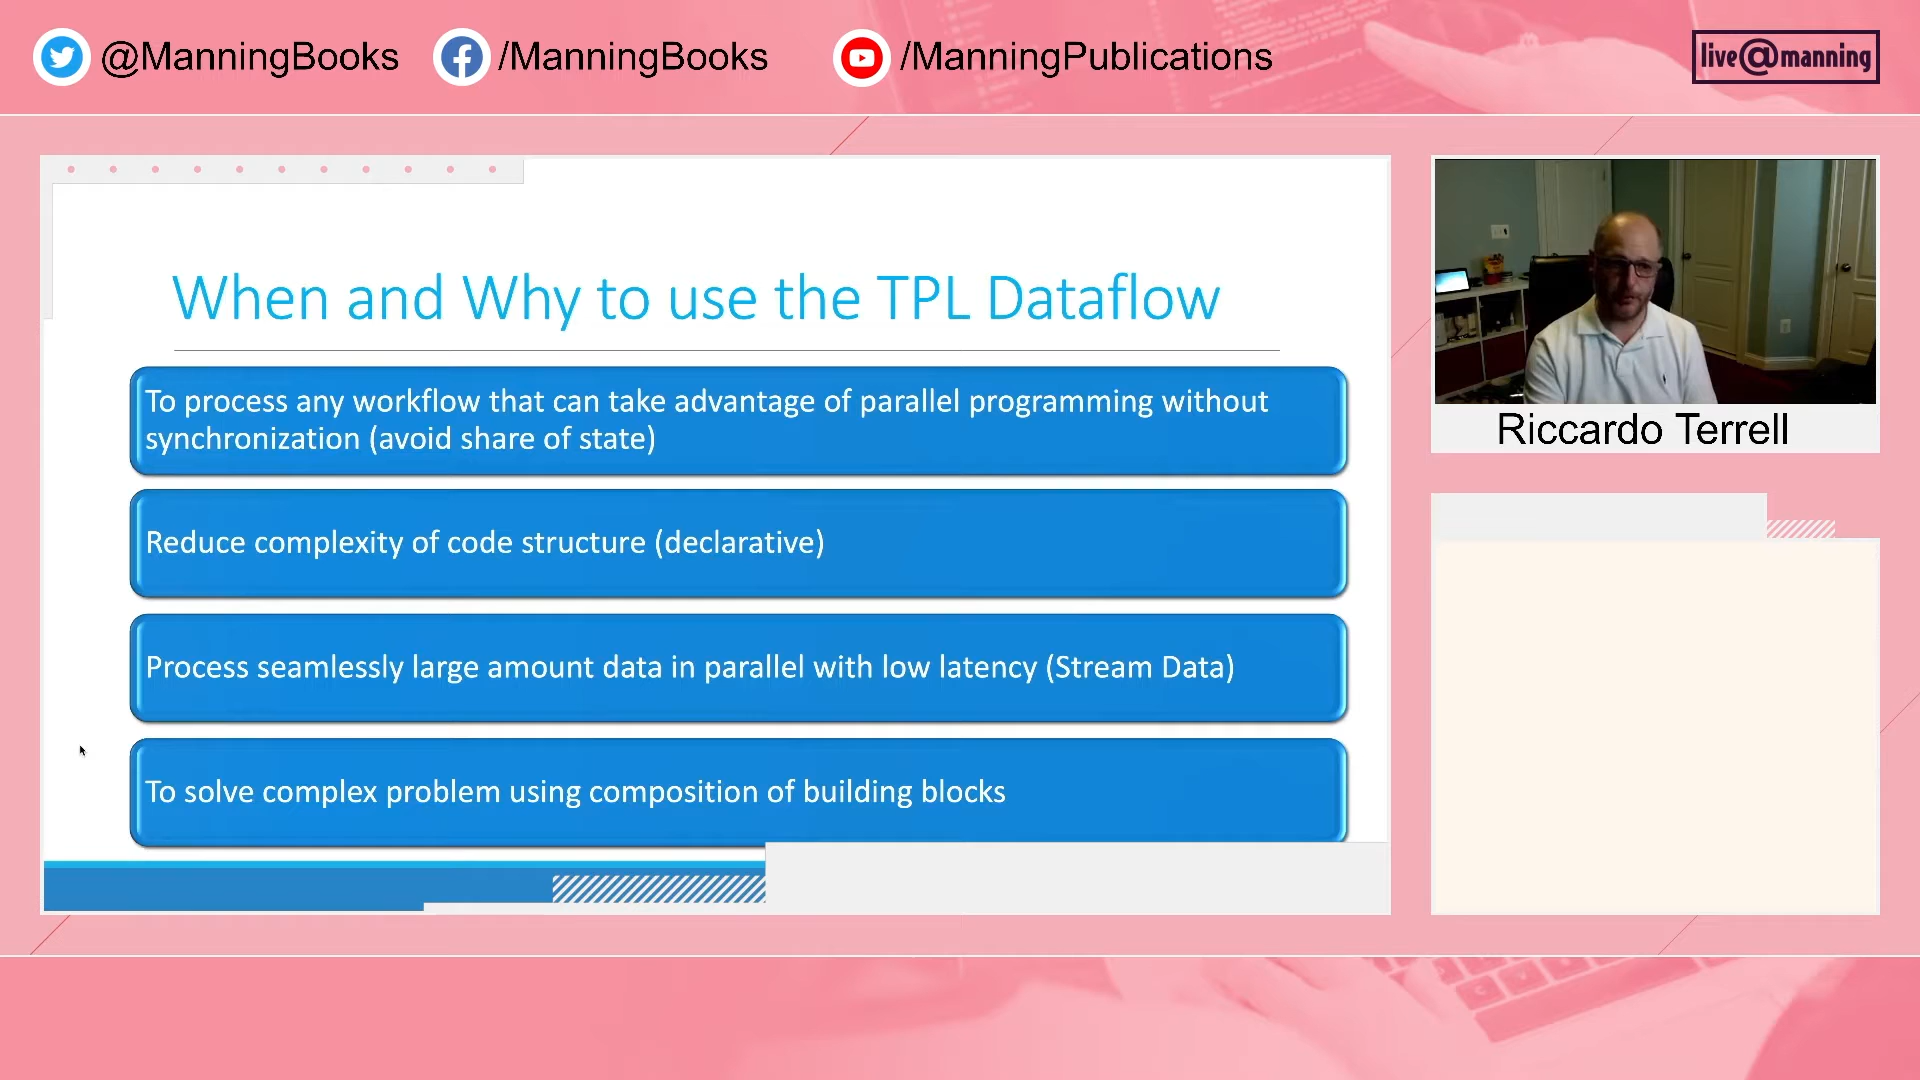 @ManningBooks
/ManningBooks
/ManningPublications
live@manning
When and Why to use the TPL Dataflow
To process any workflow that can take advantage of parallel programming without
synchronization (avoid share of state)
Reduce complexity of code structure (declarative)
Process seamlessly large amount data in parallel with low latency (Stream Data)
To solve complex problem using composition of building blocks
Riccardo Terrell